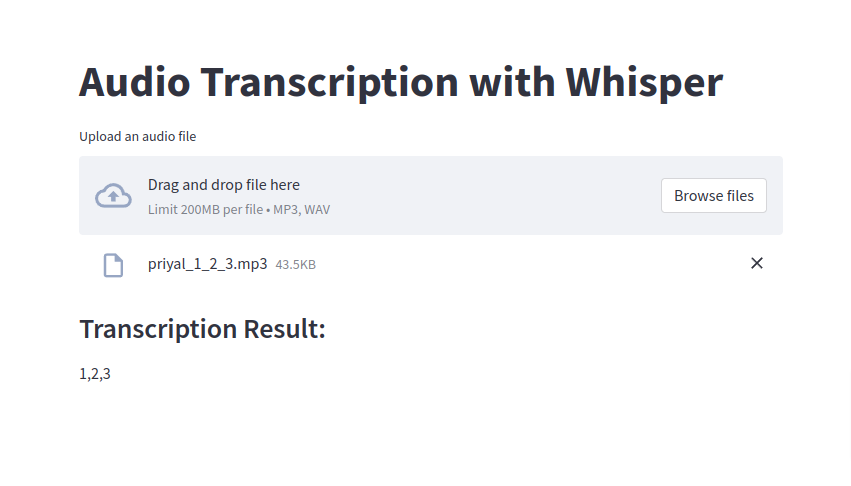 Audio Transcription with Whisper
Upload an audio file
Drag and drop file here
Limit 200MB per file • MP3, WAV
Browse files
priyal_1_2_3.mp3 43.5KB
Transcription Result:
1,2,3